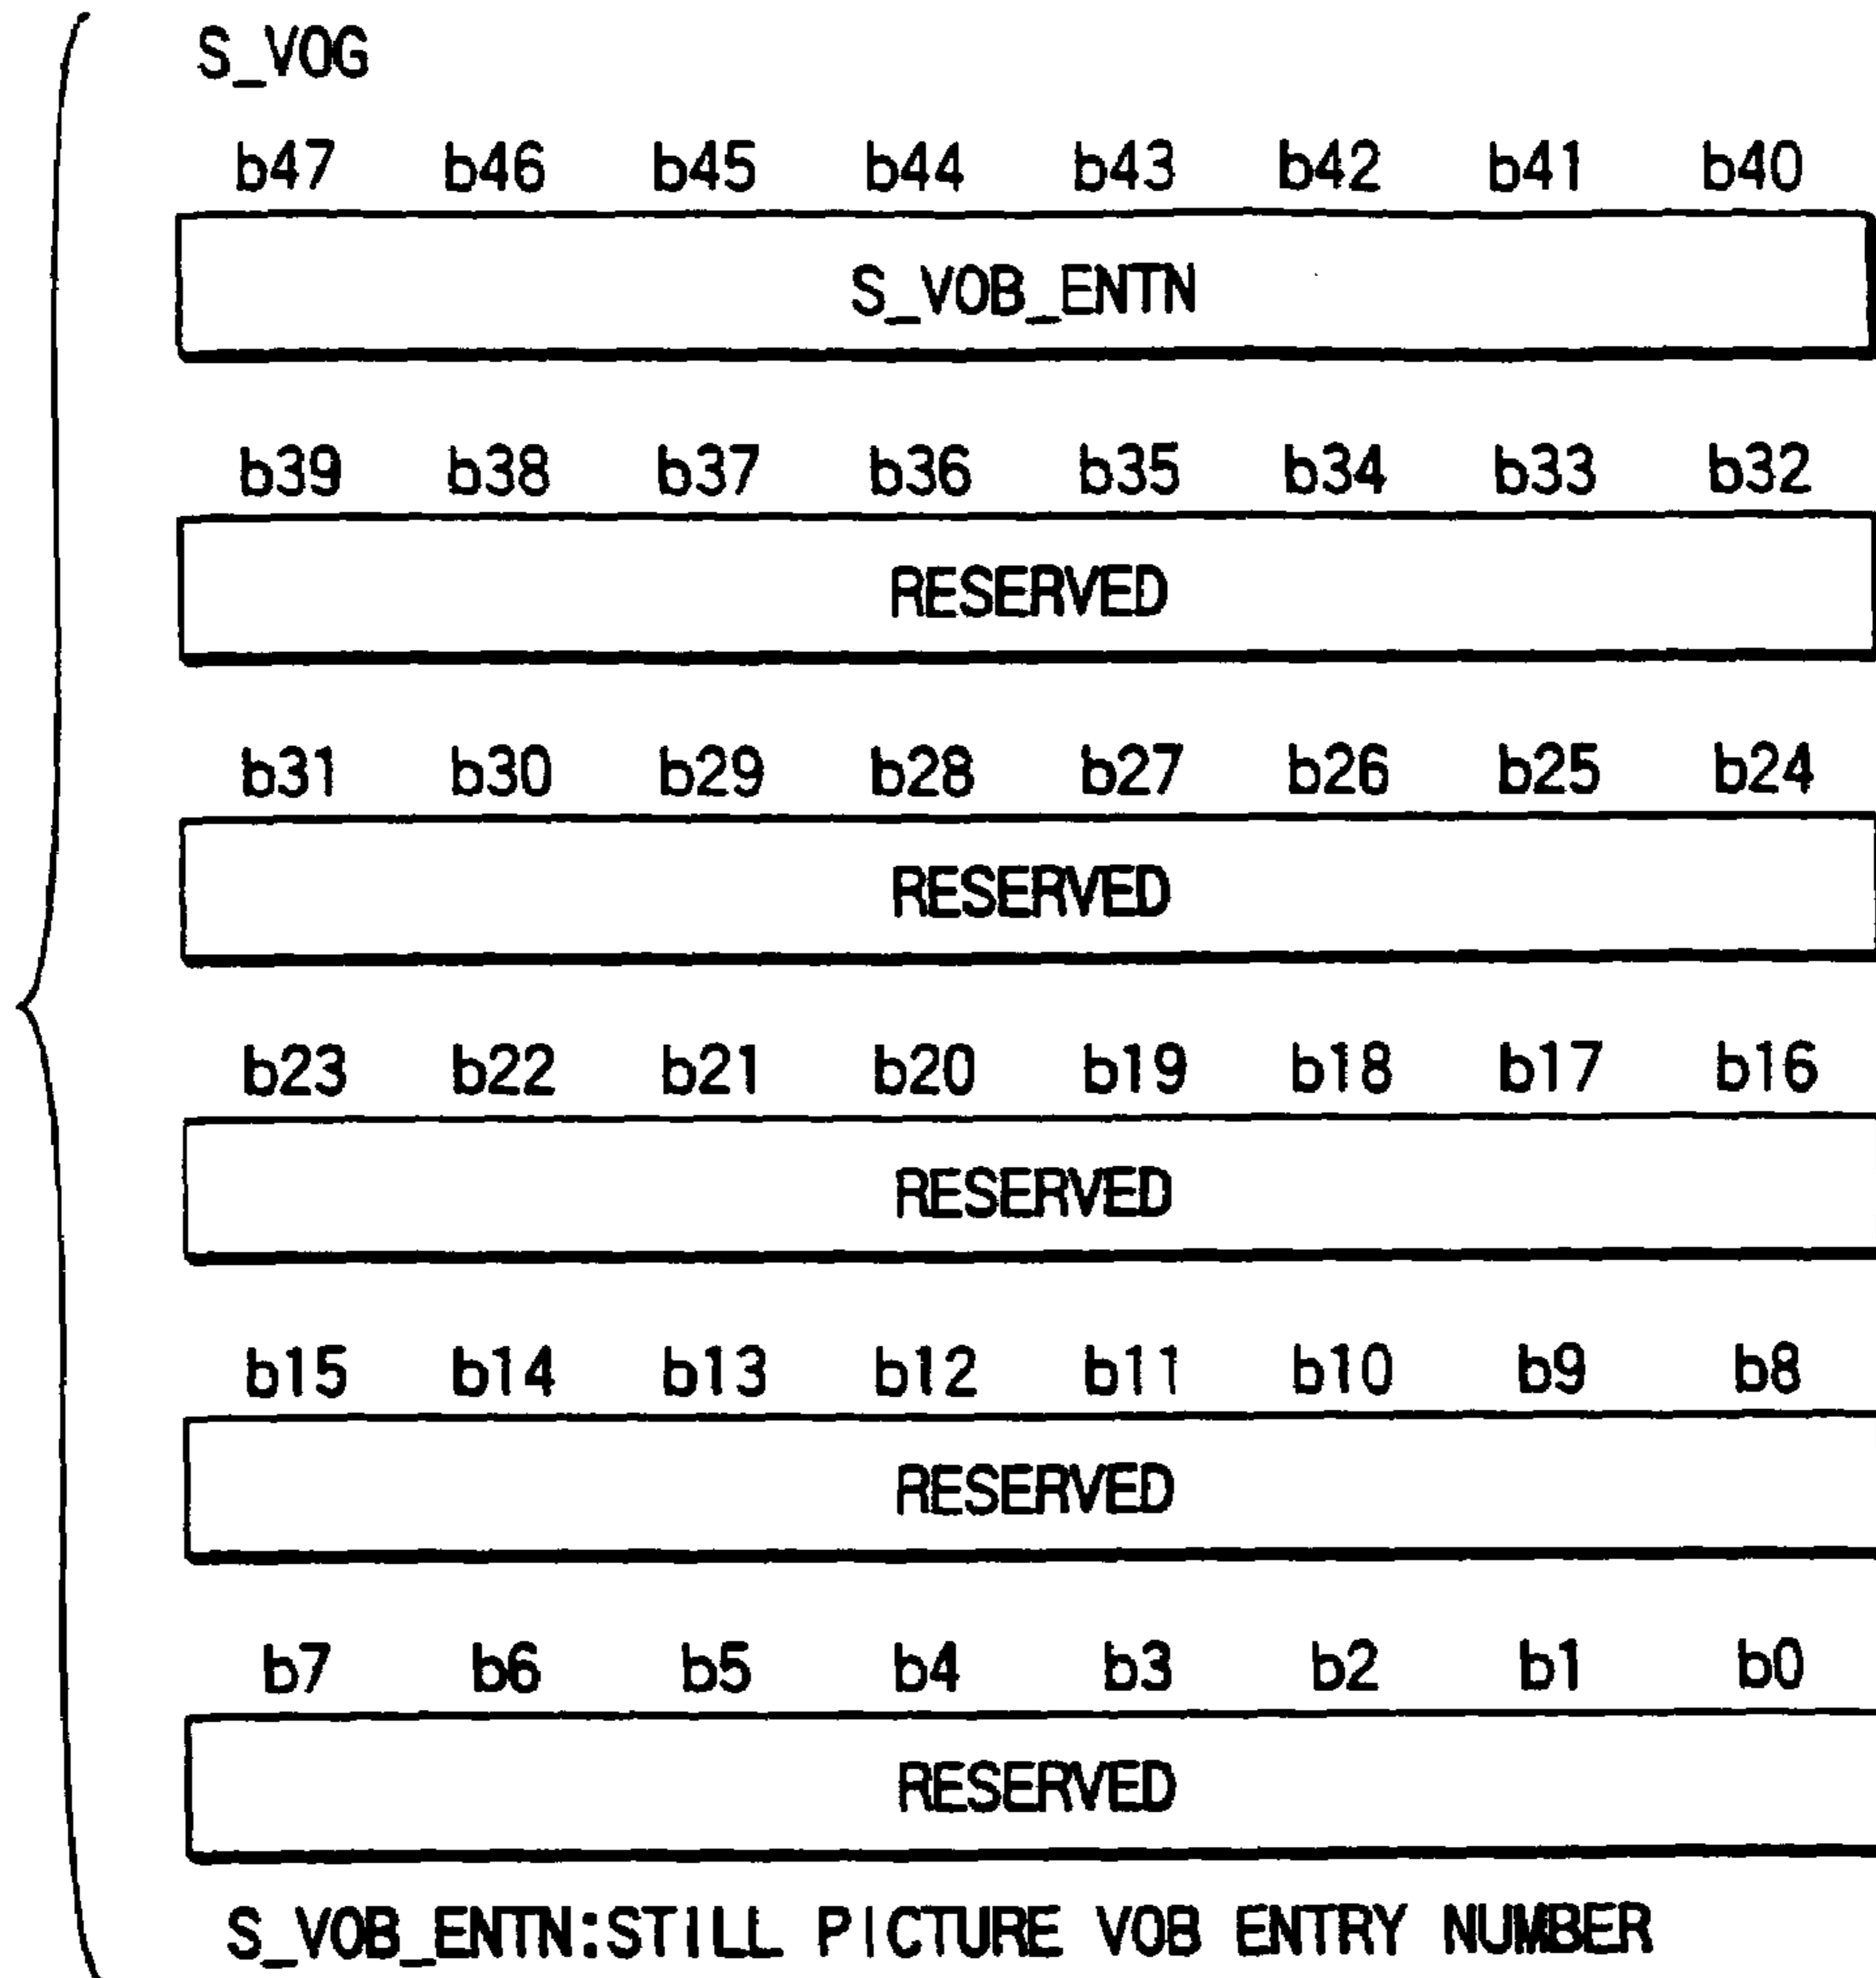 S_VOG
b47 b46 b45 b44 b43 b42 b41 b40
S_VOB_ENTN
b39 b38 b37 b36 b35 b34 b33 b32
RESERVED
b31 b30 b29 b28 b27 b26 b25 b24
RESERVED
b23 b22 b21 b20 b19 b18 b17 b16
RESERVED
b15 b14 b13 b12 b11 b10 b9 b8
RESERVED
b7 b6 b5 b4 b3 b2 b1 b0
RESERVED
S_VOB_ENTN:STILL PICTURE VOB ENTRY NUMBER